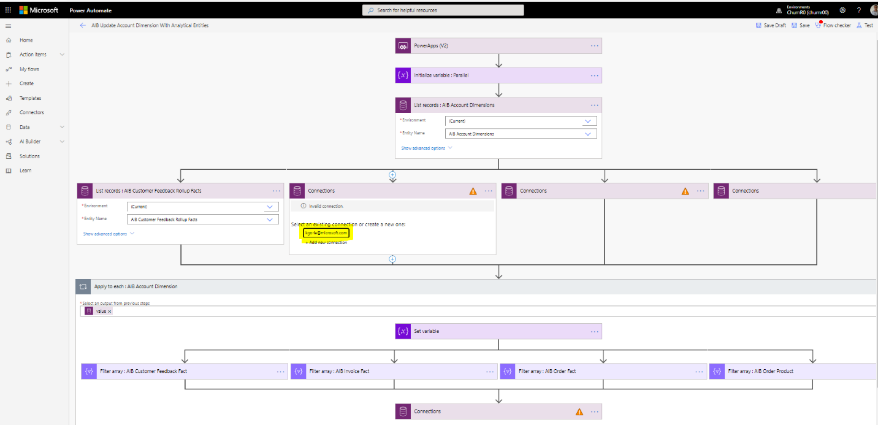 Microsoft
Power Automate
Search for helpful resources
Environments
AIB Update Account Dimension With Analytical Entities
Save Draft
Save
Flow checker
Test
Home
Action items
My flows
Create
Templates
Connectors
Data
AI Builder
Solutions
Learn
PowerApps (V2)
Initialize variable : Parallel
List records : AIB Account Dimensions
*Environment
(Current)
*Entity Name
AIB Account Dimensions
Show advanced options
List records : AIB Customer Feedback Rollup Facts
*Environment
(Current)
*Entity Name
AIB Customer Feedback Rollup Facts
Show advanced options
Connections
Invalid connection
Select an existing connection or create a new one:
+ Add new connection
Connections
Connections
Apply to each : AIB Account Dimension
*Select an output from previous steps
value x
Set variable
Filter array : AIB Customer Feedback Fact
Filter array : AIB Invoice Fact
Filter array : AIB Order Fact
Filter array : AIB Order Product
Connections